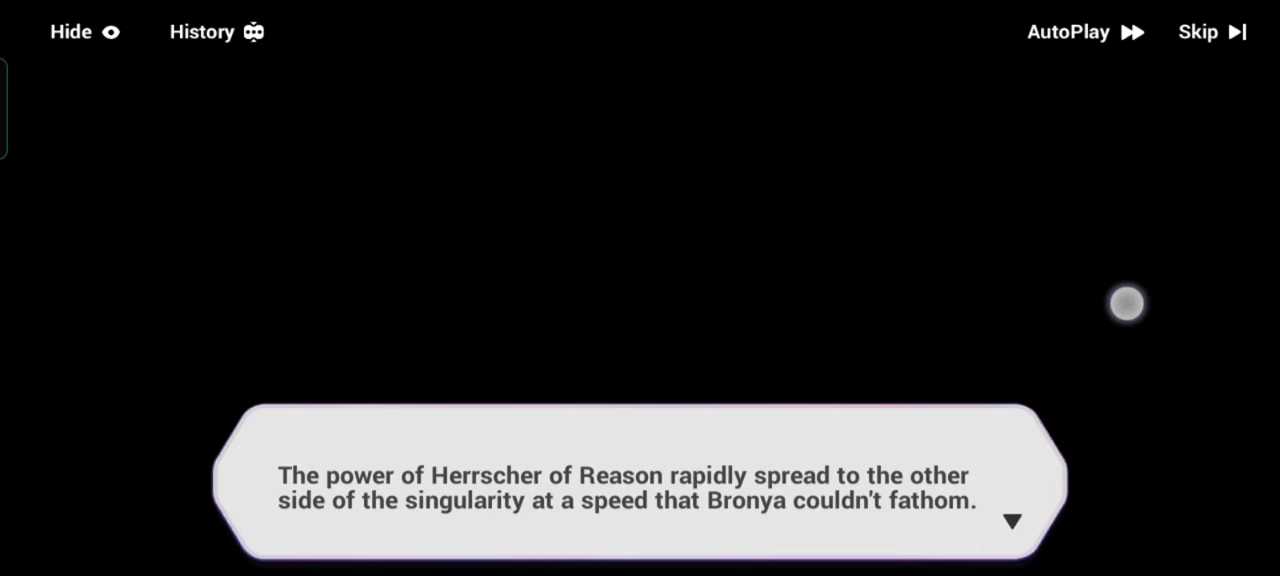 Hide
History
AutoPlay
Skip
The power of Herrscher of Reason rapidly spread to the other
side of the singularity at a speed that Bronya couldn't fathom.